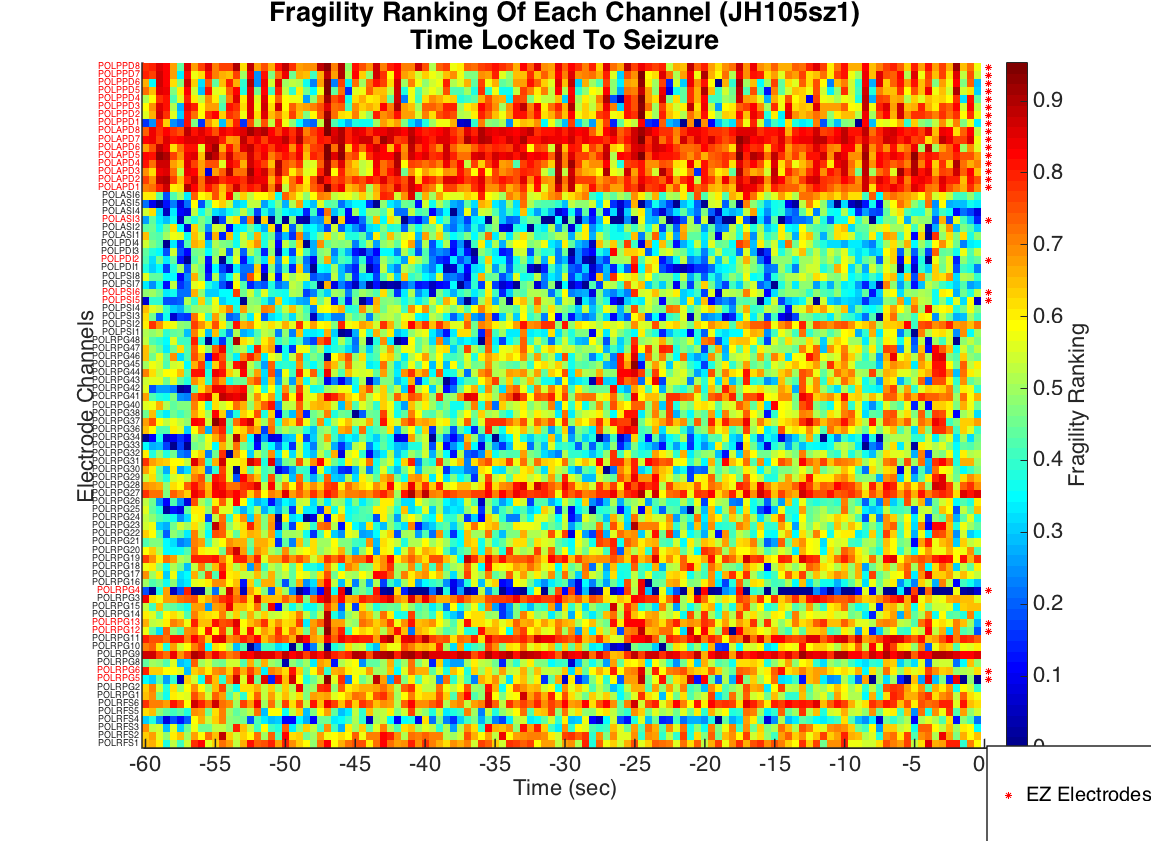 Fragility Ranking Of Each Channel (JH105sz1)
Time Locked To Seizure
POLPPD8
POLPPD7
POLPPD6
POLPPD5
POLPPD4
POLPPD3
POLPPD2
POLPPD1
POLAPD8
POLAPD7
POLAPD6
POLAPD5
POLAPD4
POLAPD3
POLAPD2
POLAPD1
POLASI6
POLASI5
POLASI4
POLASI3
POLASI2
POLASI1
POLPDI4
POLPDI3
POLPDI2
POLPDI1
POLPSI8
POLPSI7
POLPSI6
POLPSI5
POLPSI4
POLPSI3
POLPSI2
POLPSI1
POLRPG48
POLRPG47
POLRPG46
POLRPG45
POLRPG44
POLRPG43
POLRPG42
POLRPG41
POLRPG40
POLRPG38
POLRPG37
POLRPG36
POLRPG34
POLRPG33
POLRPG32
POLRPG31
POLRPG30
POLRPG29
POLRPG28
POLRPG27
POLRPG26
POLRPG25
POLRPG24
POLRPG23
POLRPG22
POLRPG21
POLRPG20
POLRPG19
POLRPG18
POLRPG17
POLRPG16
POLRPG4
POLRPG3
POLRPG15
POLRPG14
POLRPG13
POLRPG12
POLRPG11
POLRPG10
POLRPG9
POLRPG8
POLRPG6
POLRPG5
POLRPG2
POLRPG1
POLRFS6
POLRFS5
POLRFS4
POLRFS3
POLRFS2
POLRFS1
Electrode Channels
-60 -55 -50 -45 -40 -35 -30 -25 -20 -15 -10 -5 0
Time (sec)
0.9
0.8
0.7
0.6
0.5
0.4
0.3
0.2
0.1
0
Fragility Ranking
* EZ Electrodes